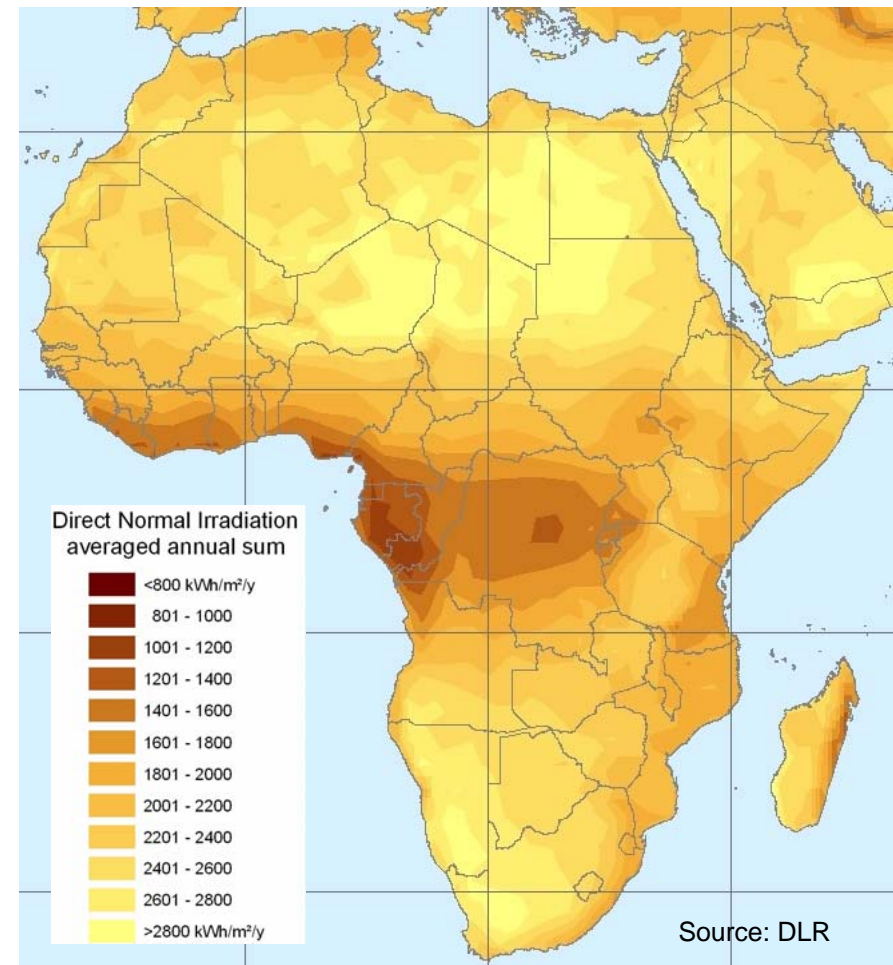 Direct Normal Irradiation
averaged annual sum
<800 kWh/m²/y
801 - 1000
1001 - 1200
1201 - 1400
1401 - 1600
1601 - 1800
1801 - 2000
2001 - 2200
2201 - 2400
2401 - 2600
2601 - 2800
>2800 kWh/m²/y
Source: DLR